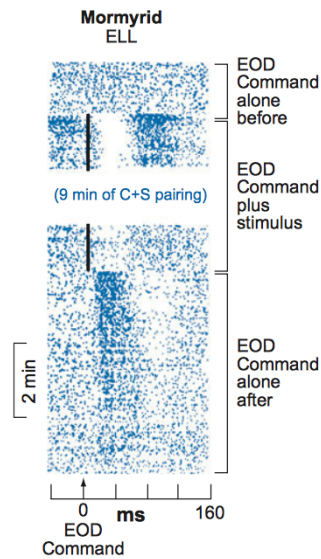 Mormyrid
ELL
EOD
Command
alone
before
EOD
Command
plus
stimulus
(9 min of C+S pairing)
EOD
Command
alone
after
2 min
0 ms 160
EOD
Command